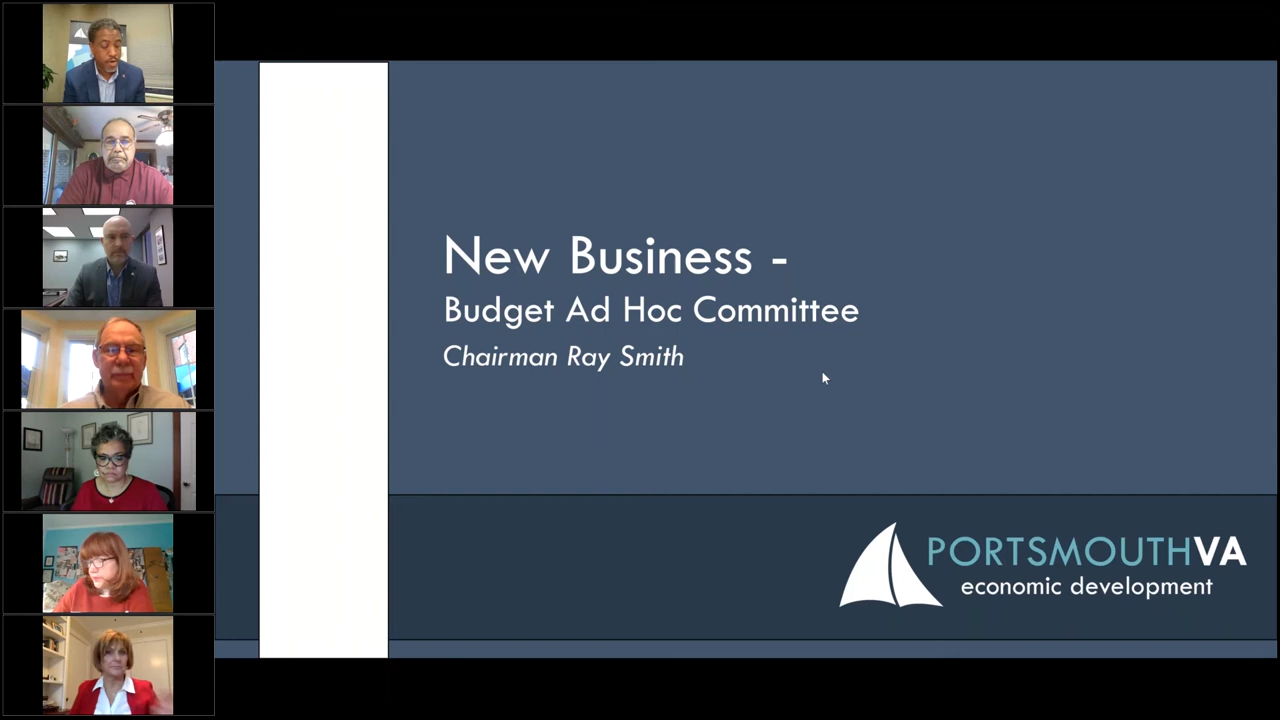 New Business -
Budget Ad Hoc Committee
Chairman Ray Smith
PORTSMOUTHVA
economic development